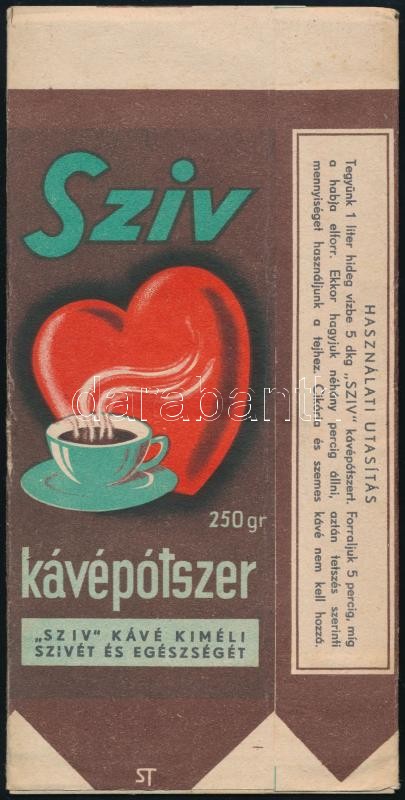 Sziv
250 gr
kávépótszer
„SZIV” KÁVÉ KIMÉLI
SZIVÉT ÉS EGÉSZSÉGÉT
ST
HASZNÁLATI UTASÍTÁS
Tegyünk 1 liter hideg vizbe 5 dkg „SZIV” kávépótszert. Forraljuk 5 percig, míg
a habja elforr. Ekkor hagyjuk néhány percig állni, aztán tetszés szerinti
mennyiséget használjunk a tejhez. Cikória és szemes kávé nem kell hozzá.
darabanth